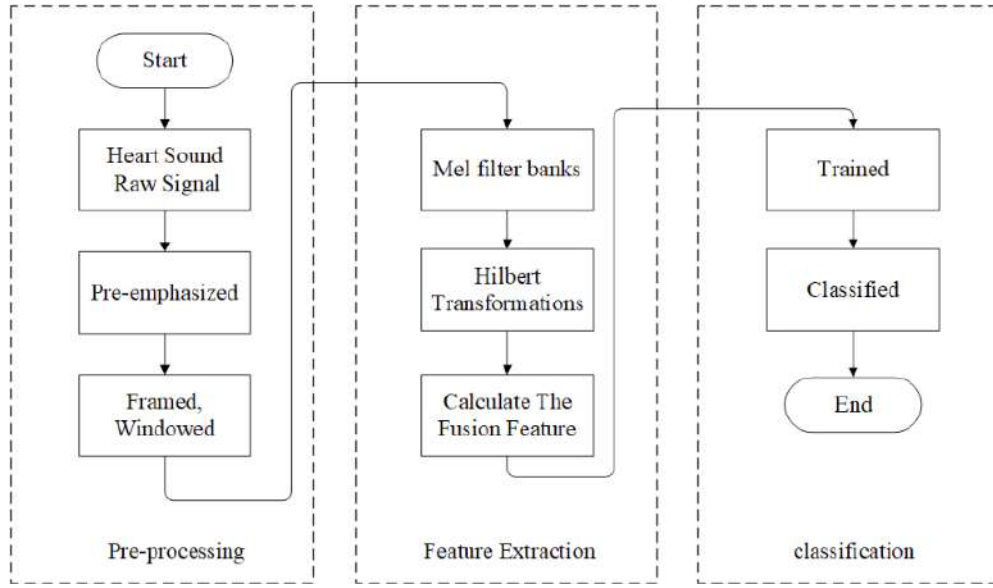 Start
Heart Sound
Raw Signal
Pre-emphasized
Framed,
Windowed
Pre-processing
Mel filter banks
Hilbert
Transformations
Calculate The
Fusion Feature
Feature Extraction
Trained
Classified
End
classification